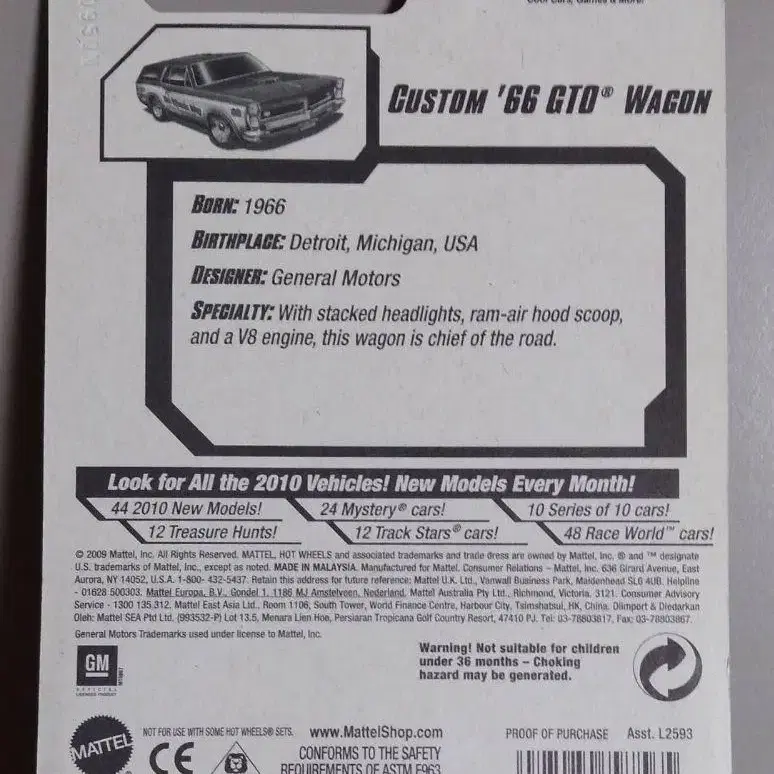 CUSTOM '66 GTO® WAGON
BORN: 1966
BIRTHPLACE: Detroit, Michigan, USA
DESIGNER: General Motors
SPECIALTY: With stacked headlights, ram-air hood scoop,
and a V8 engine, this wagon is chief of the road.
Look for All the 2010 Vehicles! New Models Every Month!
44 2010 New Models!
24 Mystery® cars!
10 Series of 10 cars!
12 Treasure Hunts!
12 Track Stars® cars!
48 Race World™ cars!
© 2009 Mattel, Inc. All Rights Reserved. MATTEL, HOT WHEELS and associated trademarks and trade dress are owned by Mattel, Inc. ® and ™ designate
U.S. trademarks of Mattel, Inc., except as noted. MADE IN MALAYSIA. Manufactured for Mattel. Consumer Relations – Mattel, Inc. 636 Girard Avenue, East
Aurora, NY 14052, U.S.A. 1-800- 432-5437. Retain this address for future reference: Mattel U.K. Ltd., Vanwall Business Park, Maidenhead SL6 4UB. Helpline
- 01628 500303. Mattel Europa, B.V., Gondel 1, 1186 MJ Amstelveen, Nederland. Mattel Australia Pty Ltd., Richmond, Victoria. 3121. Consumer Advisory
Service - 1300 135 312. Mattel East Asia Ltd., Room 1106, South Tower, World Finance Centre, Harbour City, Tsimshatsui, HK, China. Diimport & Diedarkan
Oleh: Mattel SEA Ptd Ltd. (993532-P) Lot 13.5, Menara Lien Hoe, Persiaran Tropicana Golf Country Resort, 47410 PJ. Tel: 03-78803817, Fax: 03-78803867.
General Motors Trademarks used under license to Mattel, Inc.
GM
OFFICIAL
LICENSED PRODUCT
Warning! Not suitable for children
under 36 months – Choking
hazard may be generated.
MATTEL
NOT FOR USE WITH SOME HOT WHEELS® SETS.
www.MattelShop.com
PROOF OF PURCHASE
Asst. L2593
CE
CONFORMS TO THE SAFETY
REQUIREMENTS OF ASTM F963